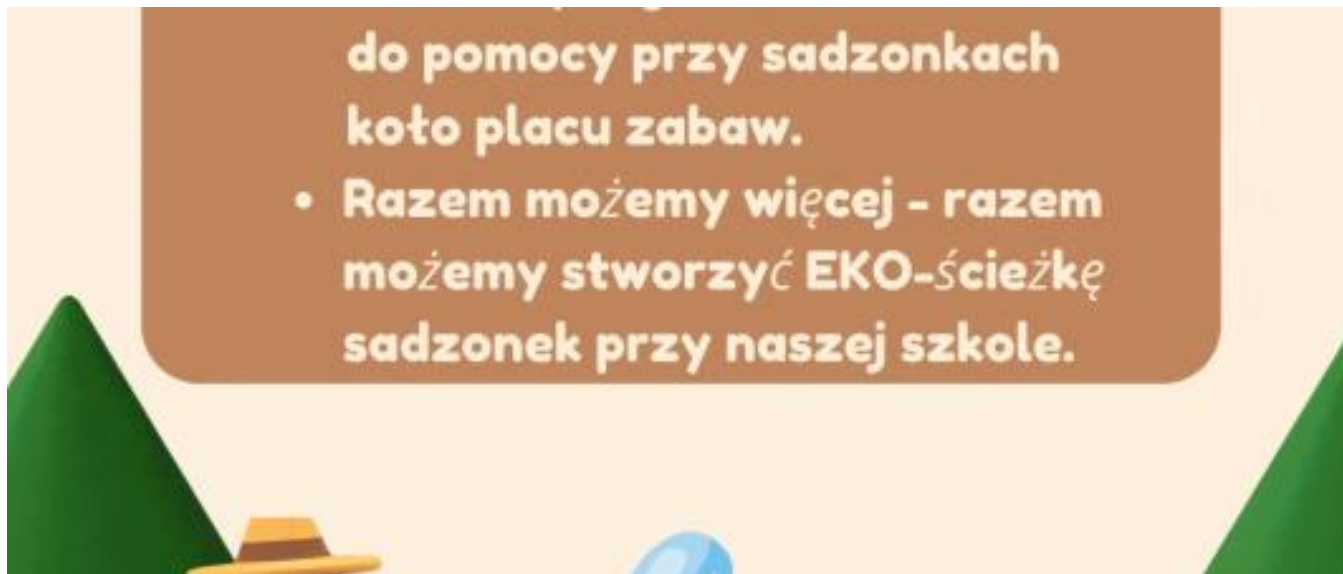 do pomocy przy sadzonkach
koło placu zabaw.
• Razem możemy więcej - razem
możemy stworzyć EKO-ścieżkę
sadzonek przy naszej szkole.